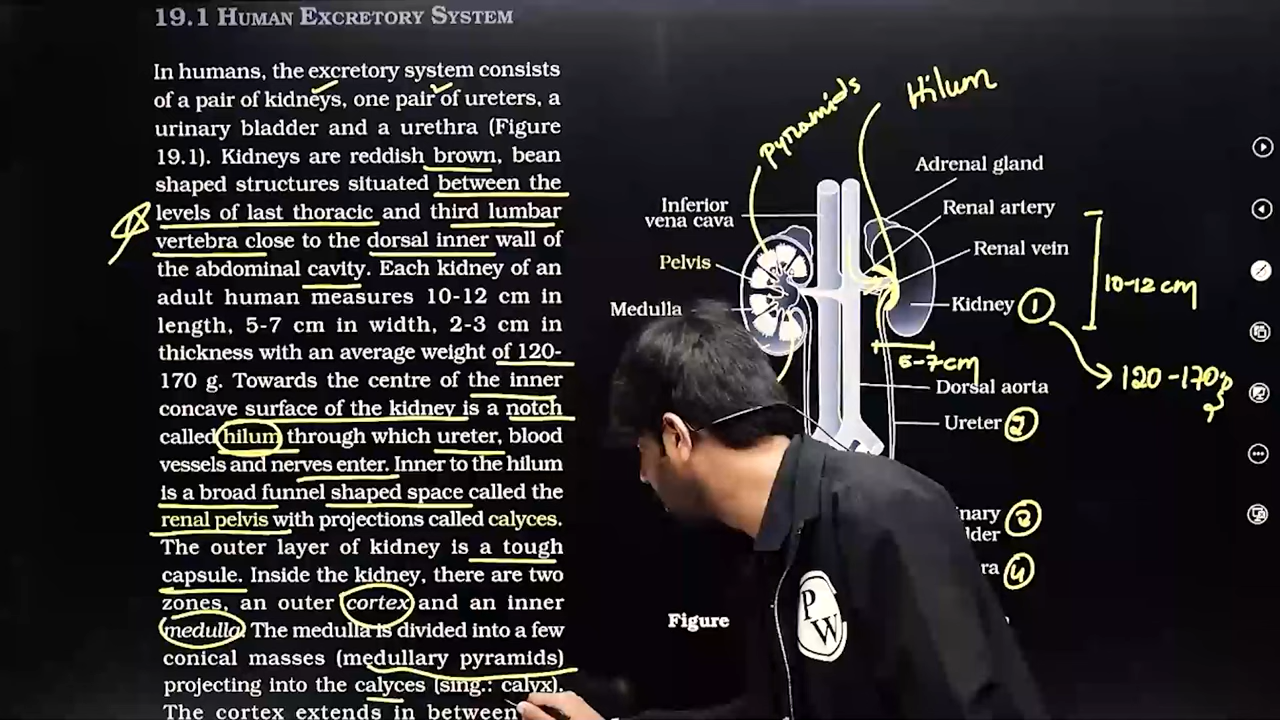 19.1 HUMAN EXCRETORY SYSTEM
In humans, the excretory system consists
of a pair of kidneys, one pair of ureters, a
urinary bladder and a urethra (Figure
19.1). Kidneys are reddish brown, bean
shaped structures situated between the
levels of last thoracic and third lumbar
vertebra close to the dorsal inner wall of
the abdominal cavity. Each kidney of an
adult human measures 10-12 cm in
length, 5-7 cm in width, 2-3 cm in
thickness with an average weight of 120-
170 g. Towards the centre of the inner
concave surface of the kidney is a notch
called hilum through which ureter, blood
vessels and nerves enter. Inner to the hilum
is a broad funnel shaped space called the
renal pelvis with projections called calyces.
The outer layer of kidney is a tough
capsule. Inside the kidney, there are two
zones, an outer cortex and an inner
medulla. The medulla is divided into a few
conical masses (medullary pyramids)
projecting into the calyces (sing.: calyx).
The cortex extends in between
Pyramids
Hilum
Adrenal gland
Inferior
vena cava
Renal artery
Renal vein
Pelvis
10-12 cm
Medulla
Kidney 1
5-7 cm
120-170
Dorsal aorta
Ureter 2
nary 3
lder
ra 4
Figure
P
W